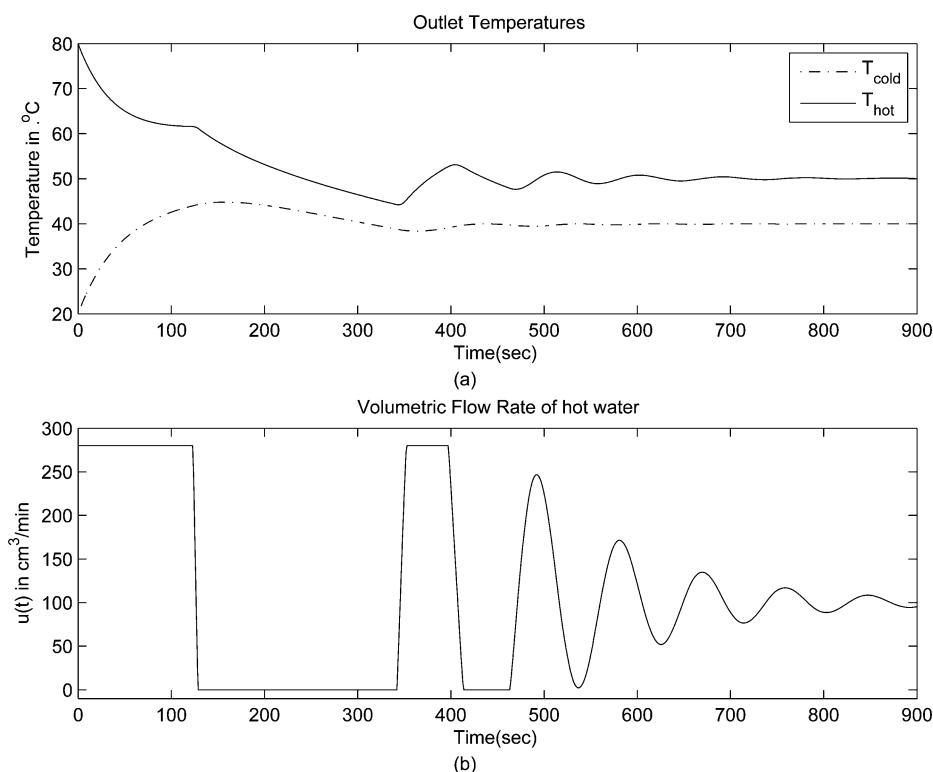 Outlet Temperatures
80
70
60
50
40
30
20
Temperature in .°C
T_cold
T_hot
0 100 200 300 400 500 600 700 800 900
Time(sec)
(a)
Volumetric Flow Rate of hot water
300
250
200
150
100
50
0
u(t) in cm³/min
0 100 200 300 400 500 600 700 800 900
Time(sec)
(b)